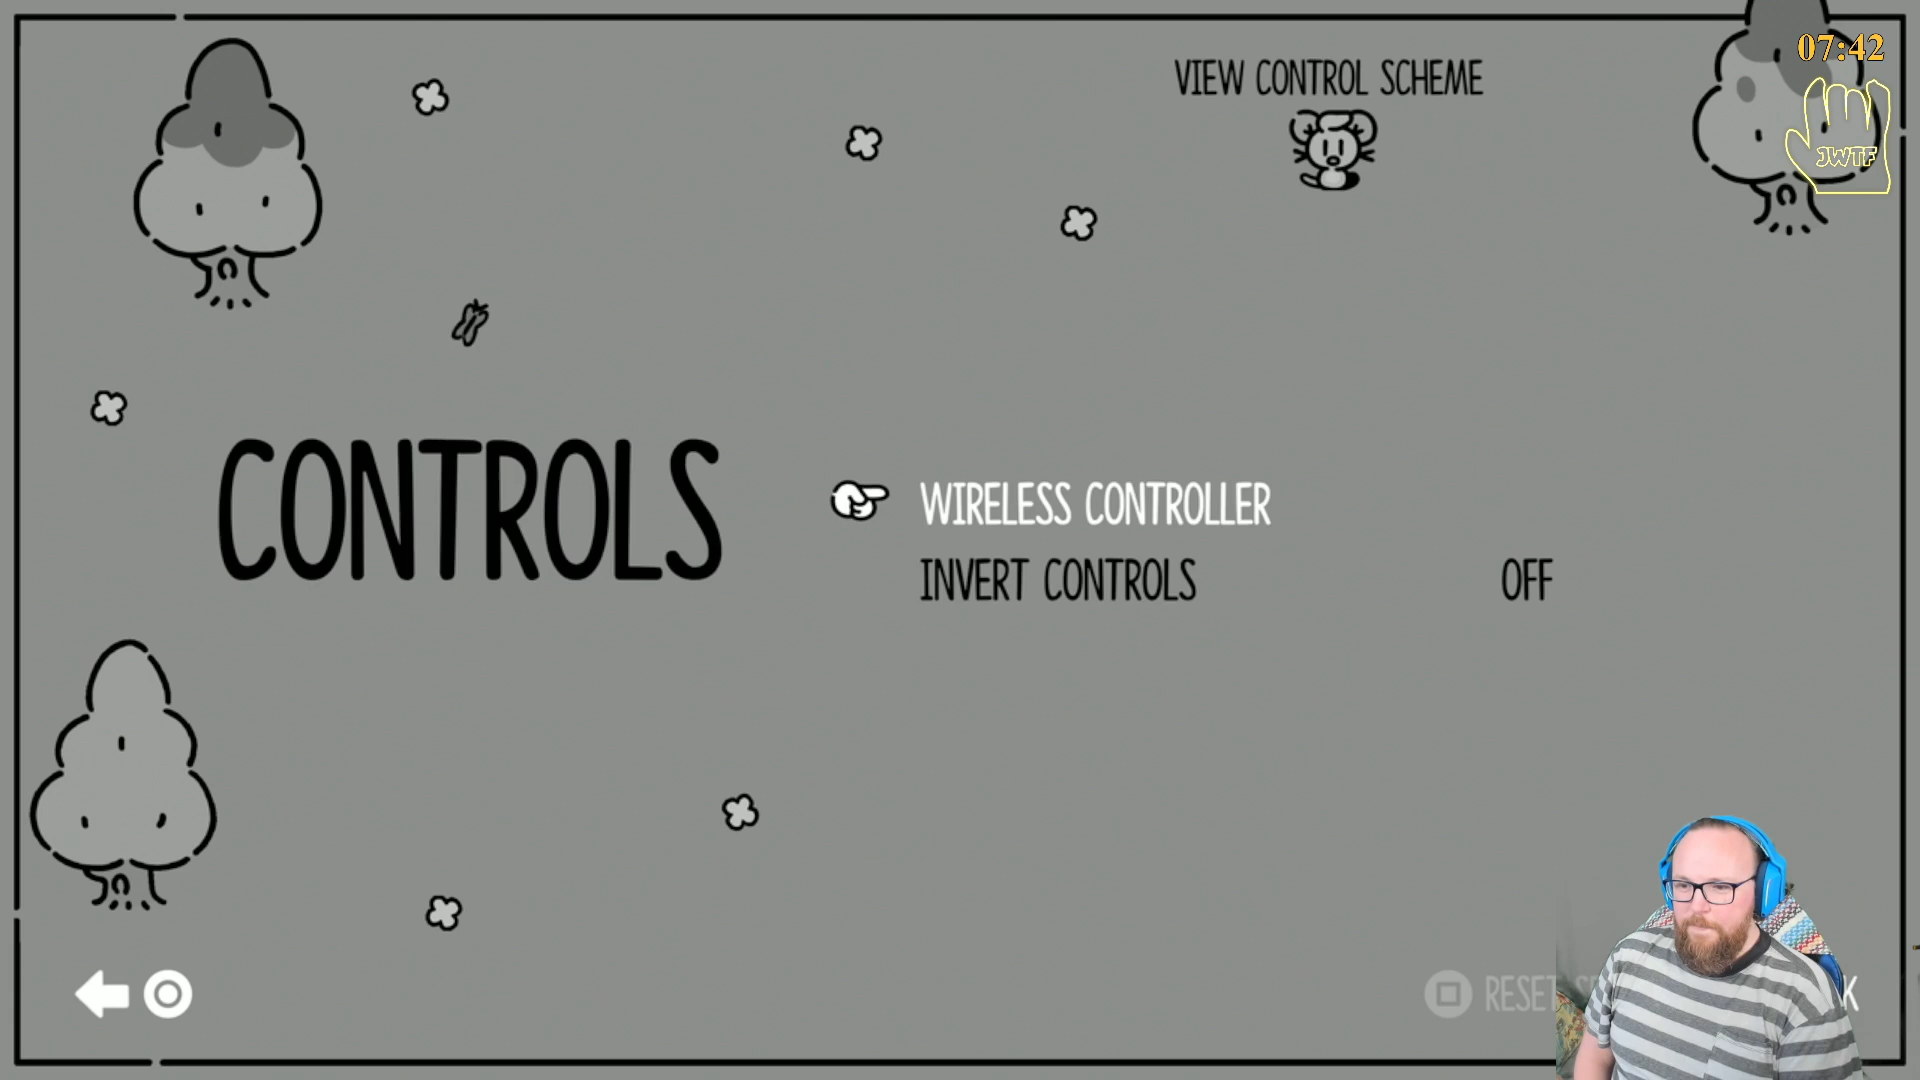 07:42
VIEW CONTROL SCHEME
JWTF
CONTROLS
WIRELESS CONTROLLER
INVERT CONTROLS OFF
RESET